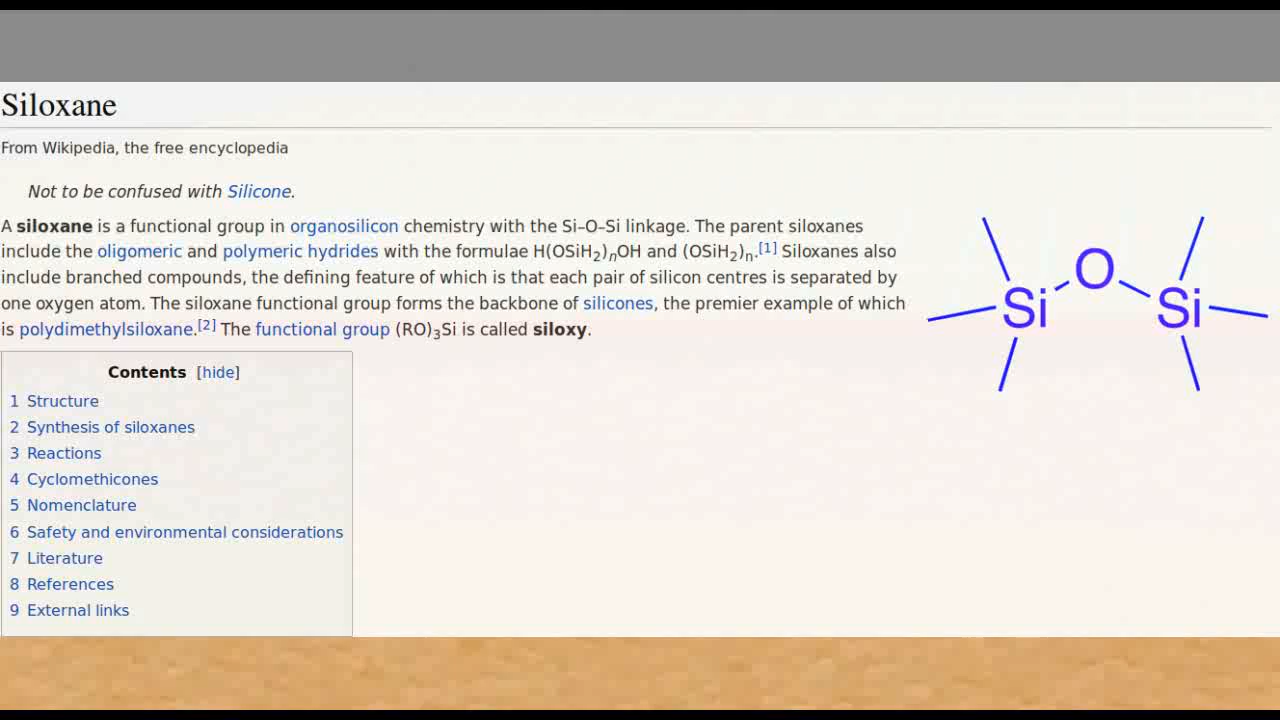 Siloxane
From Wikipedia, the free encyclopedia
Not to be confused with Silicone.
A siloxane is a functional group in organosilicon chemistry with the Si–O–Si linkage. The parent siloxanes
include the oligomeric and polymeric hydrides with the formulae H(OSiH₂)ₙOH and (OSiH₂)ₙ.[1] Siloxanes also
include branched compounds, the defining feature of which is that each pair of silicon centres is separated by
one oxygen atom. The siloxane functional group forms the backbone of silicones, the premier example of which
is polydimethylsiloxane.[2] The functional group (RO)₃Si is called siloxy.
Contents [hide]
1 Structure
2 Synthesis of siloxanes
3 Reactions
4 Cyclomethicones
5 Nomenclature
6 Safety and environmental considerations
7 Literature
8 References
9 External links
O
Si Si